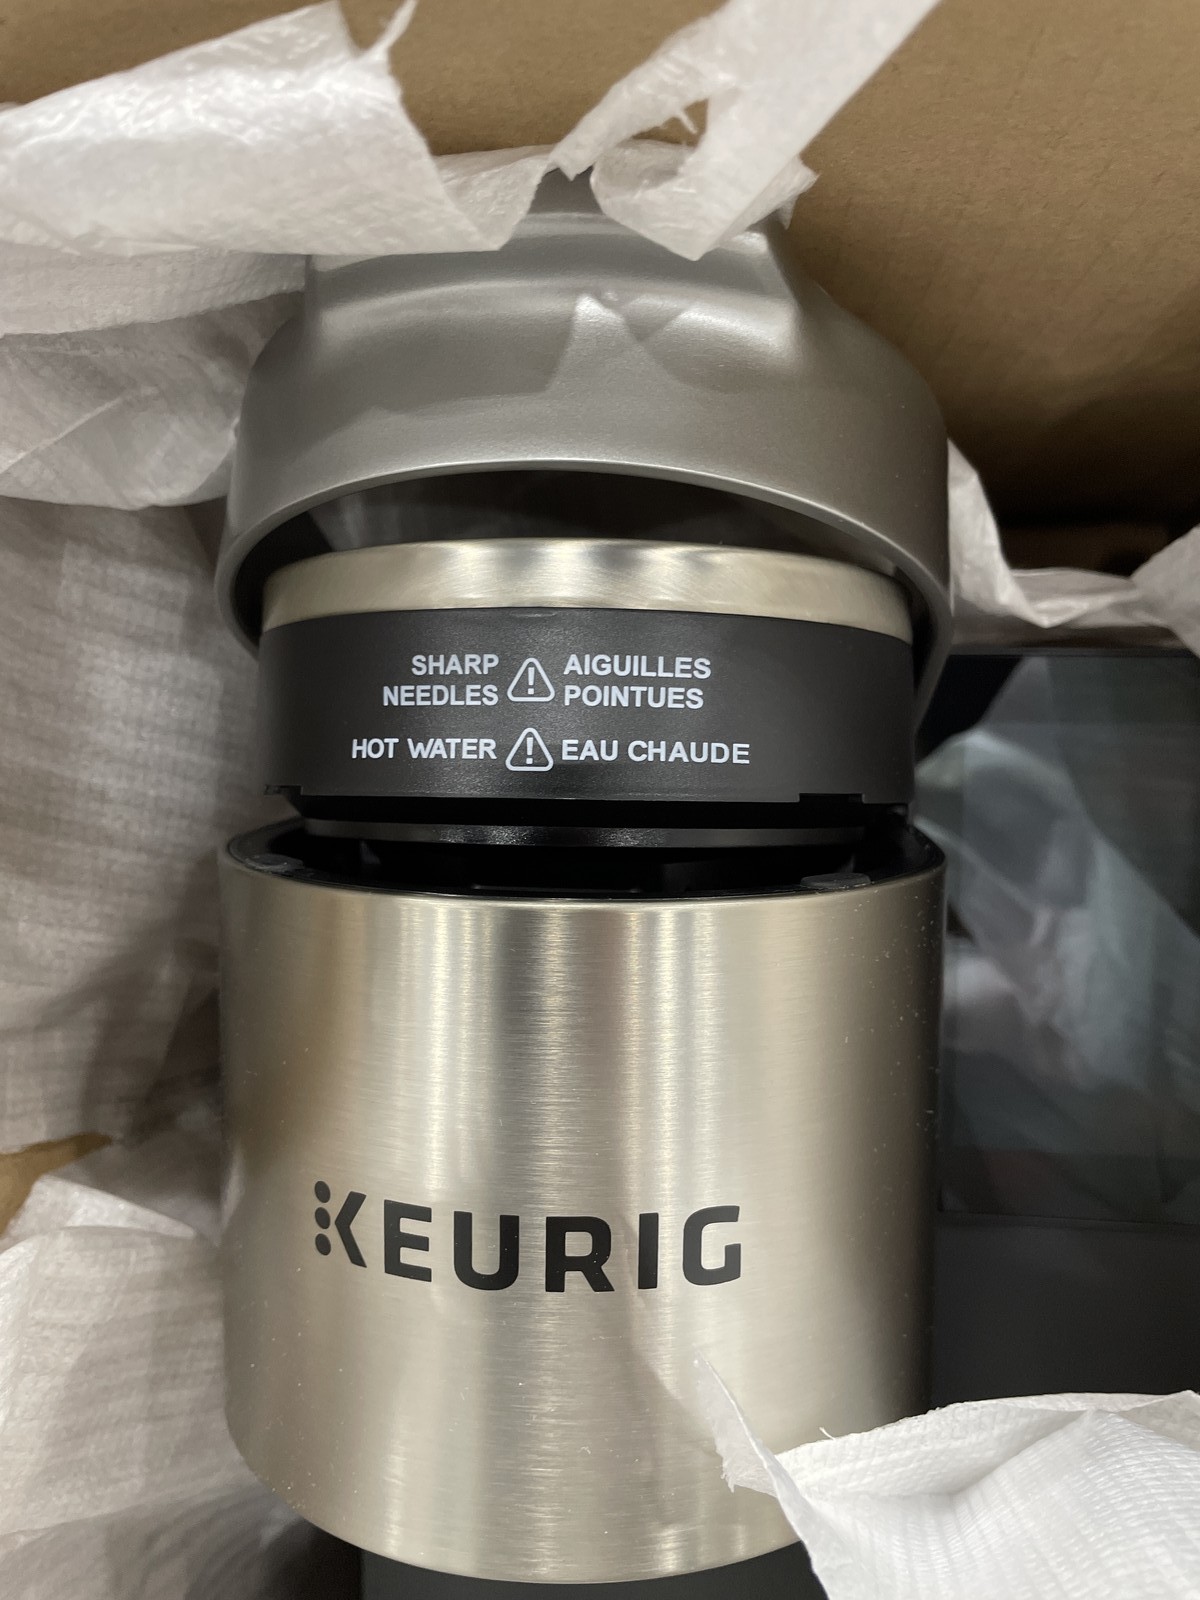 SHARP NEEDLES
AIGUILLES POINTUES
HOT WATER
EAU CHAUDE
KEURIG